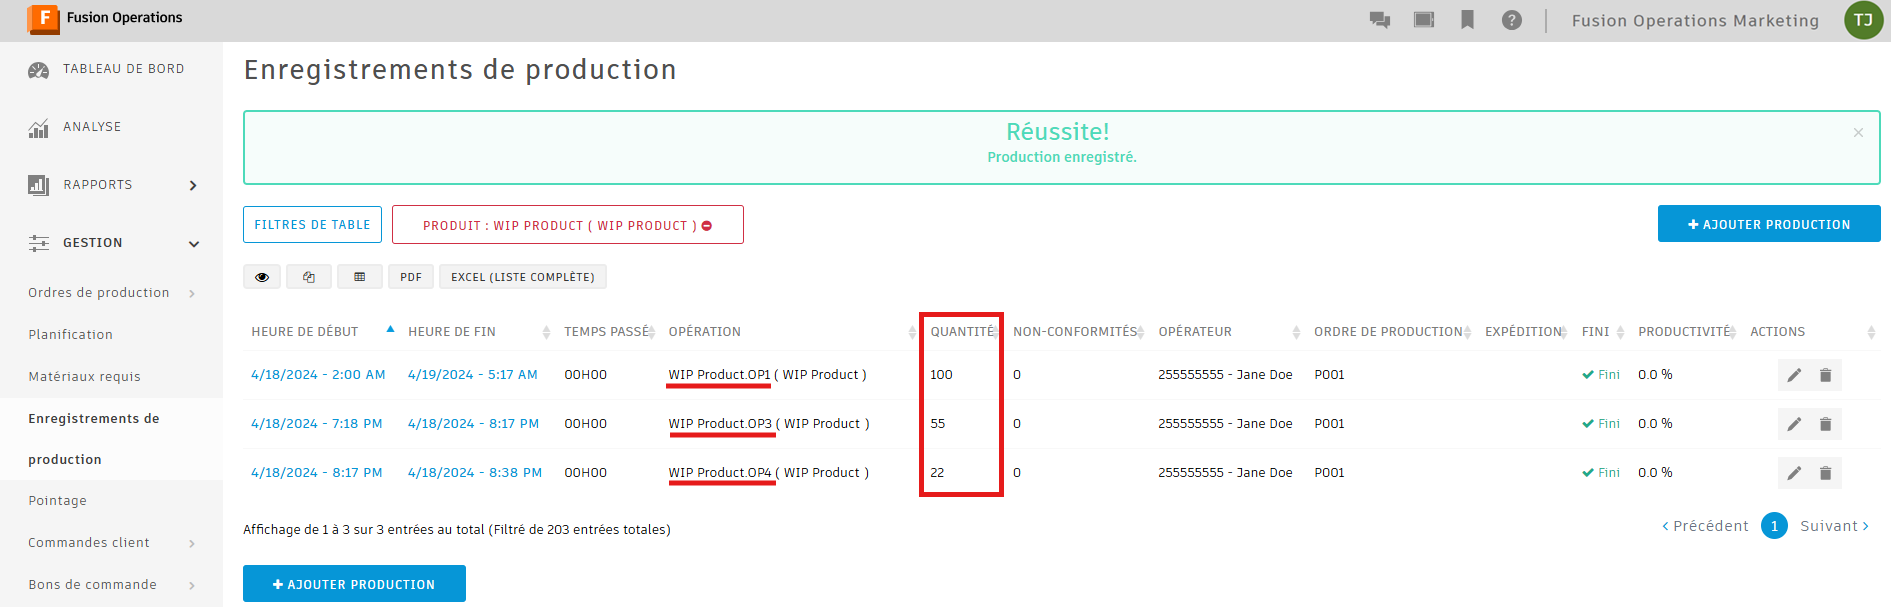 Fusion Operations
Fusion Operations Marketing
TJ
TABLEAU DE BORD
ANALYSE
RAPPORTS
GESTION
Ordres de production
Planification
Matériaux requis
Enregistrements de
production
Pointage
Commandes client
Bons de commande
Enregistrements de production
Réussite!
Production enregistré.
FILTRES DE TABLE
PRODUIT : WIP PRODUCT ( WIP PRODUCT )
AJOUTER PRODUCTION
PDF
EXCEL (LISTE COMPLÈTE)
HEURE DE DÉBUT HEURE DE FIN TEMPS PASSÉ OPÉRATION QUANTITÉ NON-CONFORMITÉS OPÉRATEUR ORDRE DE PRODUCTION EXPÉDITION FINI PRODUCTIVITÉ ACTIONS
4/18/2024 - 2:00 AM 4/19/2024 - 5:17 AM 00H00 WIP Product.OP1 ( WIP Product ) 100 0 255555555 - Jane Doe P001 Fini 0.0 %
4/18/2024 - 7:18 PM 4/18/2024 - 8:17 PM 00H00 WIP Product.OP3 ( WIP Product ) 55 0 255555555 - Jane Doe P001 Fini 0.0 %
4/18/2024 - 8:17 PM 4/18/2024 - 8:38 PM 00H00 WIP Product.OP4 ( WIP Product ) 22 0 255555555 - Jane Doe P001 Fini 0.0 %
Affichage de 1 à 3 sur 3 entrées au total (Filtré de 203 entrées totales)
Précédent 1 Suivant
AJOUTER PRODUCTION